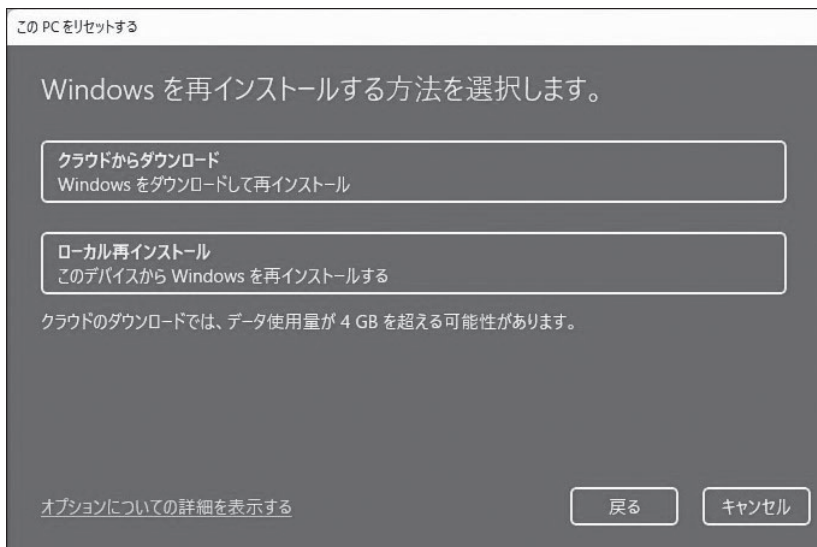 この PC をリセットする
Windows を再インストールする方法を選択します。
クラウドからダウンロード
Windows をダウンロードして再インストール
ローカル再インストール
このデバイスから Windows を再インストールする
クラウドのダウンロードでは、データ使用量が 4 GB を超える可能性があります。
オプションについての詳細を表示する
戻る
キャンセル